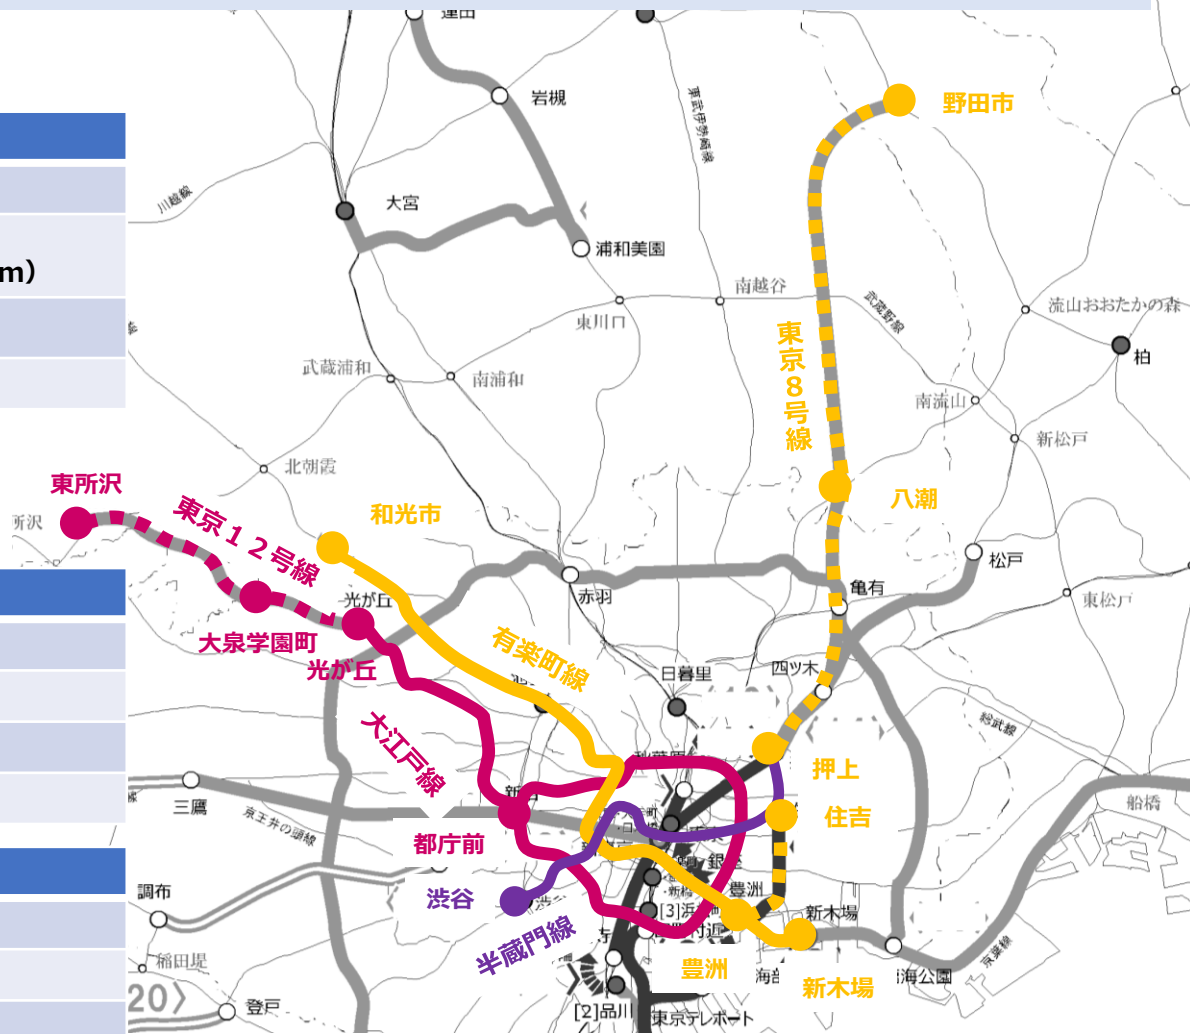 蓮田
岩槻
野田市
東武伊勢崎線
川越線
大宮
浦和美園
m）
南越谷
武蔵野線
流山おおたかの森
東川口
東京８号線
柏
武蔵浦和
南浦和
南流山
新松戸
北朝霞
東所沢
八潮
東京１２号線
和光市
所沢
松戸
赤羽
亀有
東松戸
光が丘
大泉学園町
光が丘
有楽町線
日暮里
四ツ木
大江戸線
総武線
押上
秋葉原
三鷹
京王井の頭線
住吉
船橋
都庁前
銀座
調布
渋谷
豊洲
新木場
[3]浜
付近
半蔵門線
京葉線
稲田堤
豊洲
海公園
20〉
登戸
新木場
[2]品川
東京テレポート